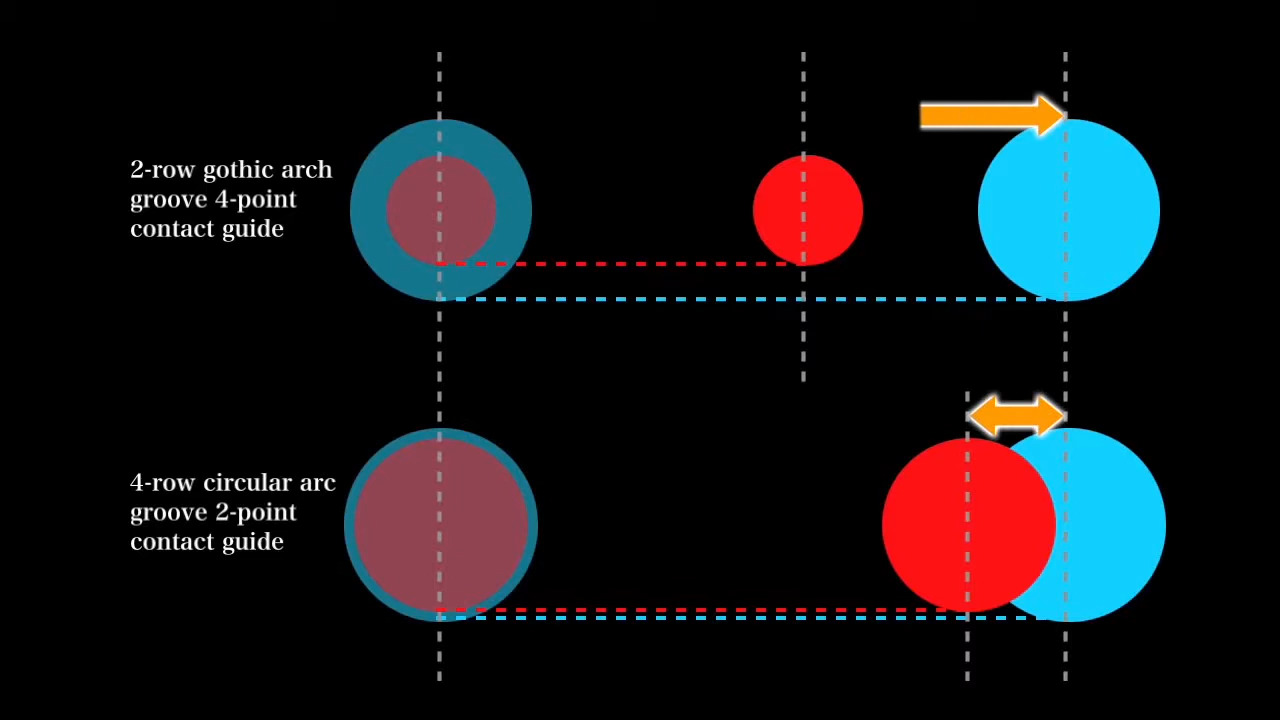 2-row gothic arch
groove 4-point
contact guide
4-row circular arc
groove 2-point
contact guide